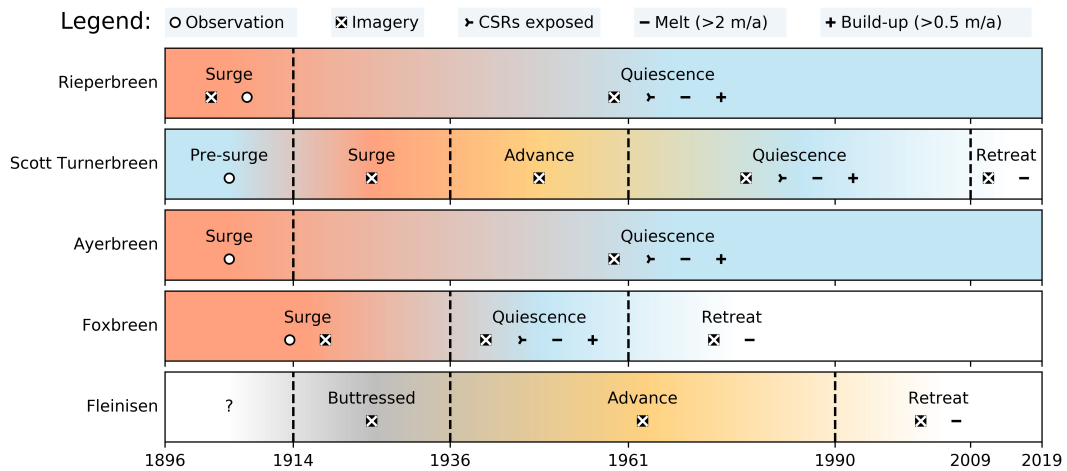 Legend: Observation Imagery CSRs exposed Melt (>2 m/a) Build-up (>0.5 m/a)
Rieperbreen Surge Quiescence
Scott Turnerbreen Pre-surge Surge Advance Quiescence Retreat
Ayerbreen Surge Quiescence
Foxbreen Surge Quiescence Retreat
Fleinisen ? Buttressed Advance Retreat
1896 1914 1936 1961 1990 2009 2019